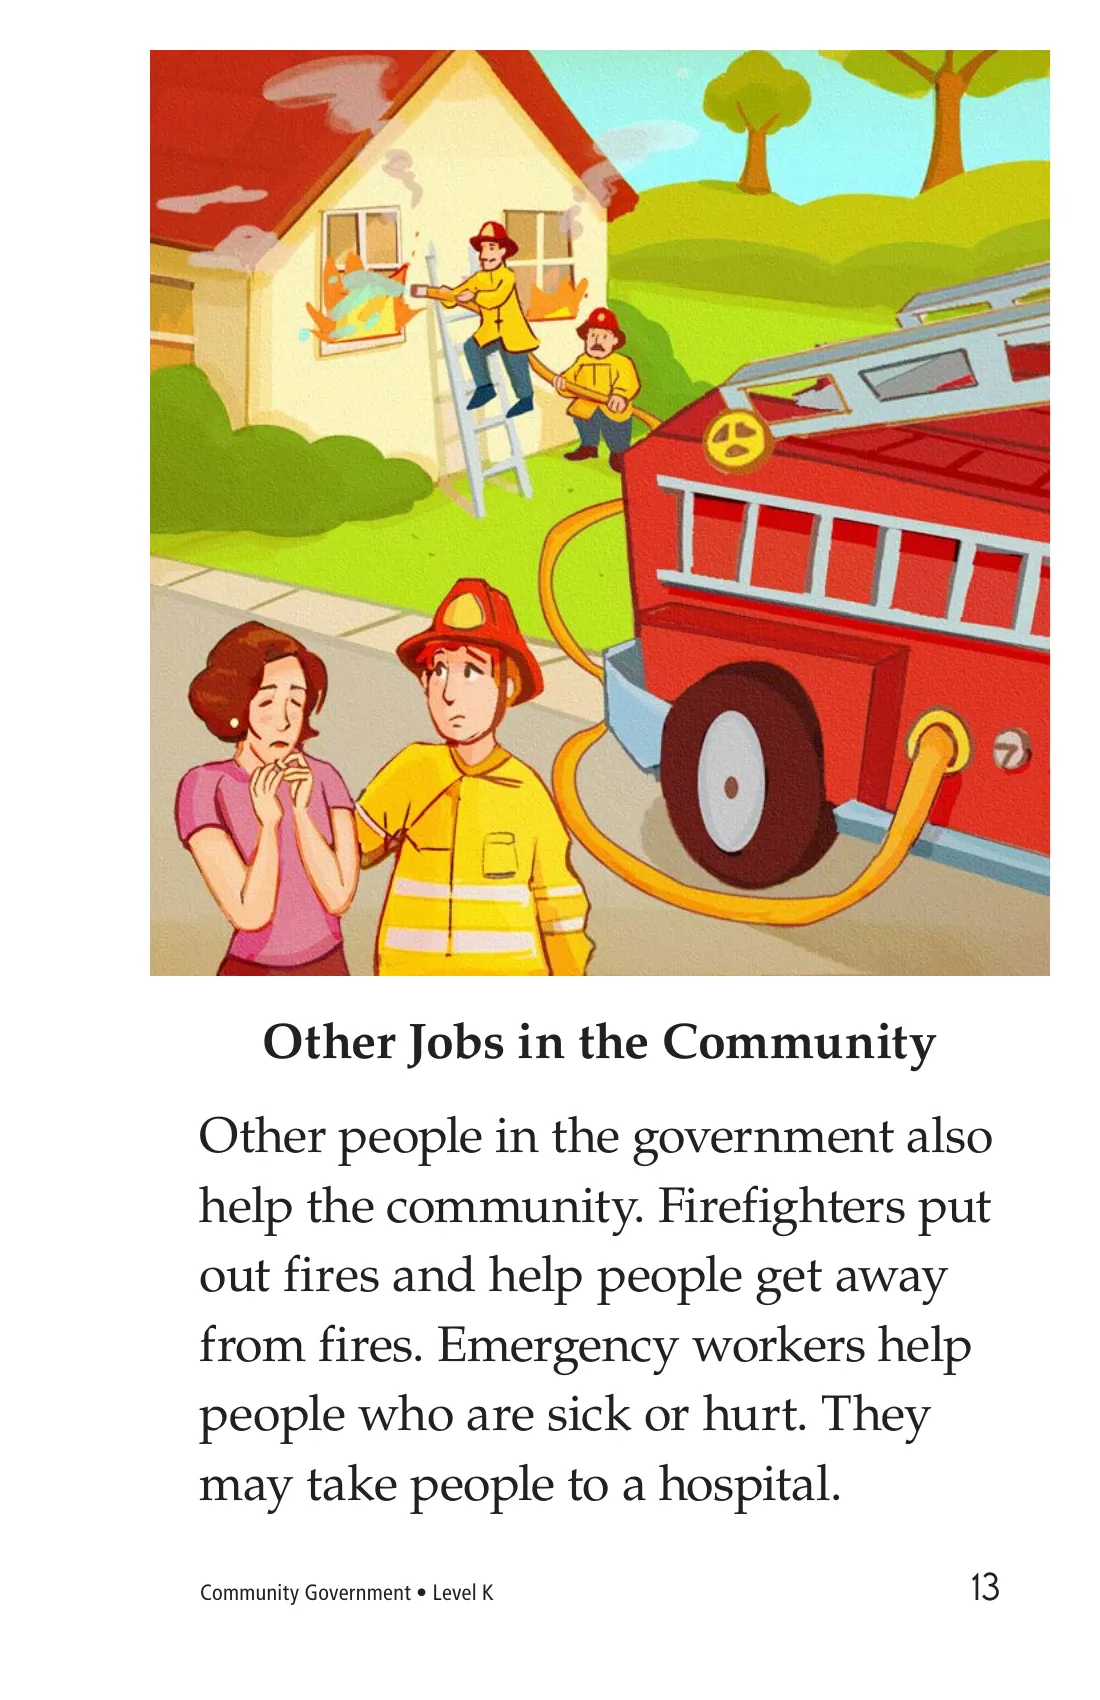 Other Jobs in the Community
Other people in the government also
help the community. Firefighters put
out fires and help people get away
from fires. Emergency workers help
people who are sick or hurt. They
may take people to a hospital.
Community Government • Level K
13